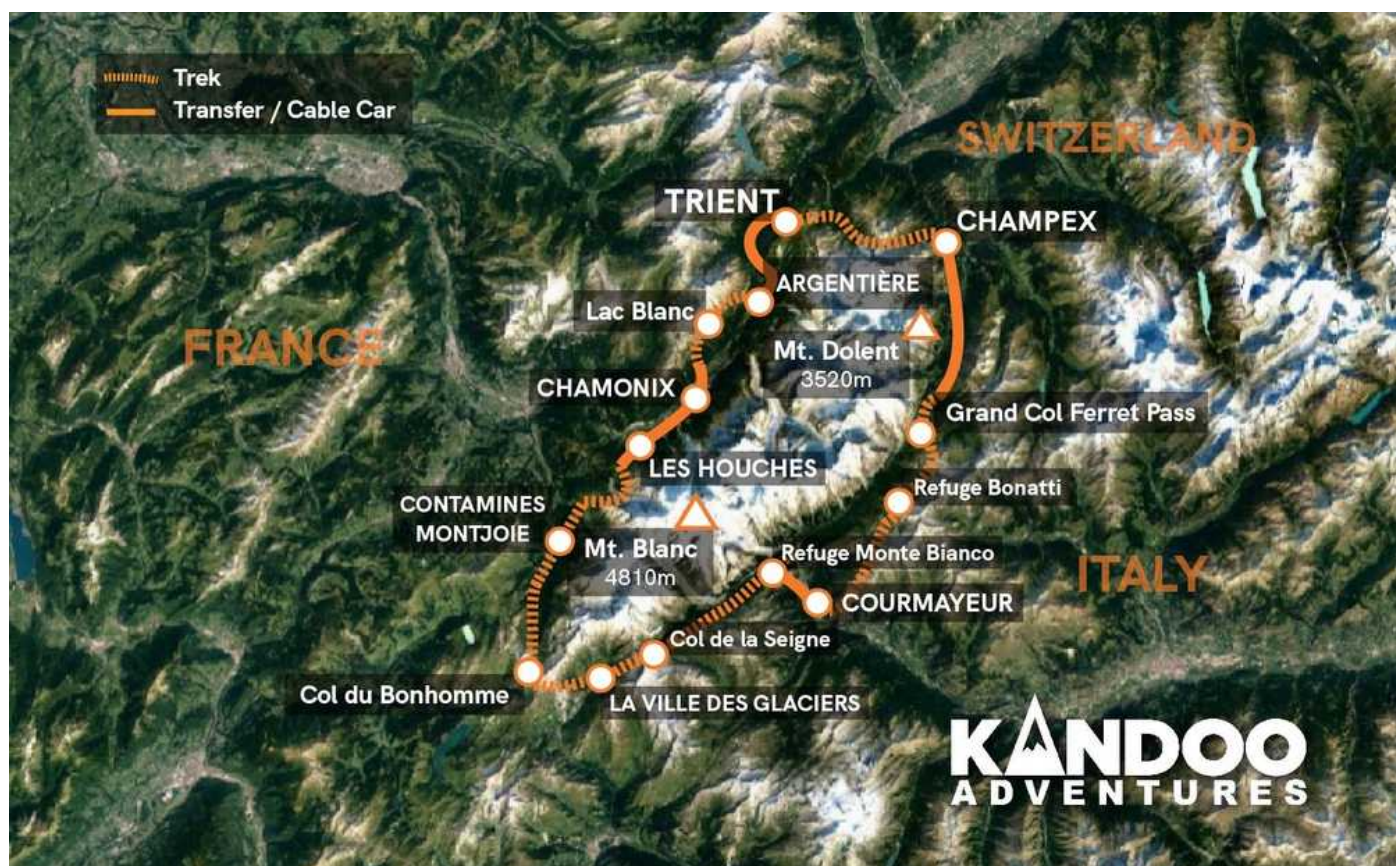 Trek
Transfer / Cable Car
SWITZERLAND
TRIENT
CHAMPEX
ARGENTIÈRE
Lac Blanc
FRANCE
Mt. Dolent
3520m
CHAMONIX
Grand Col Ferret Pass
LES HOUCHES
Refuge Bonatti
CONTAMINES
MONTJOIE
Mt. Blanc
4810m
Refuge Monte Bianco
ITALY
COURMAYEUR
Col de la Seigne
Col du Bonhomme
LA VILLE DES GLACIERS
KANDOO
ADVENTURES